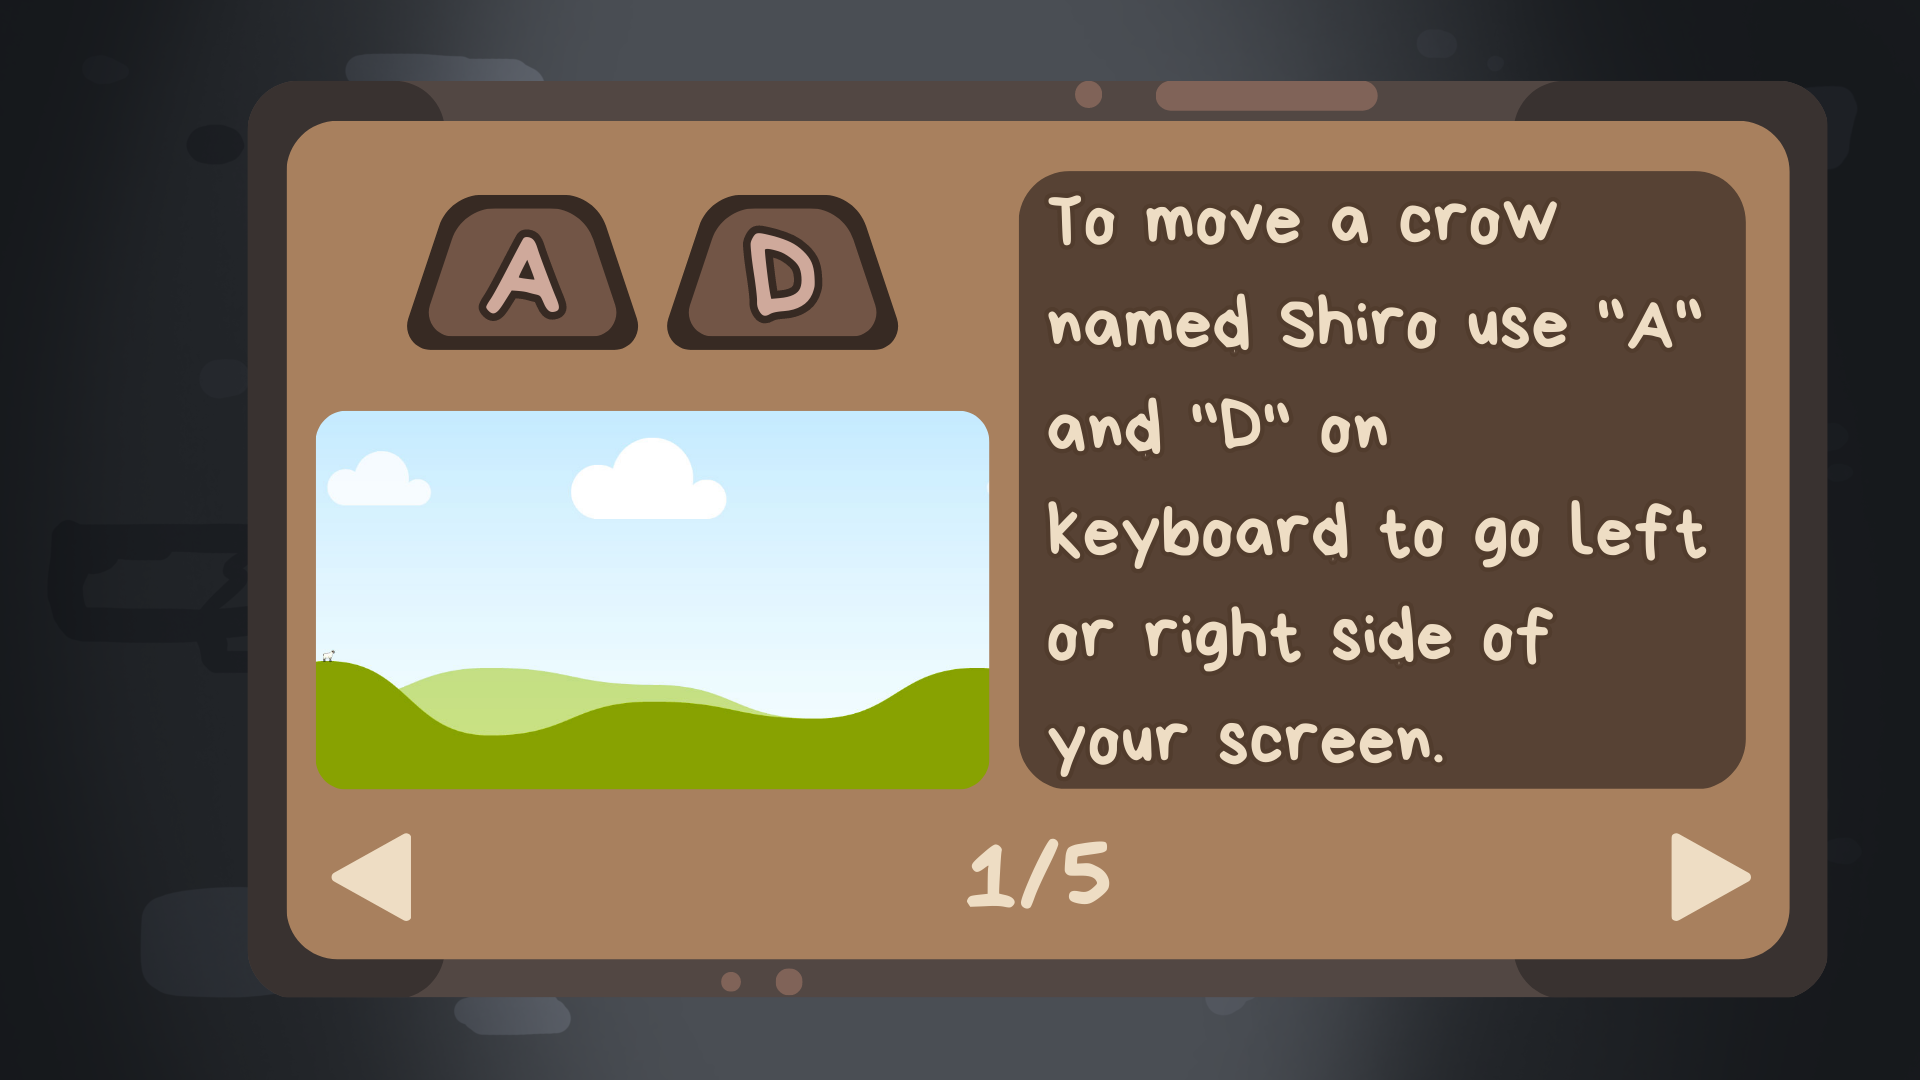 A D
To move a crow
named Shiro use "A"
and "D" on
keyboard to go left
or right side of
your screen.
1/5